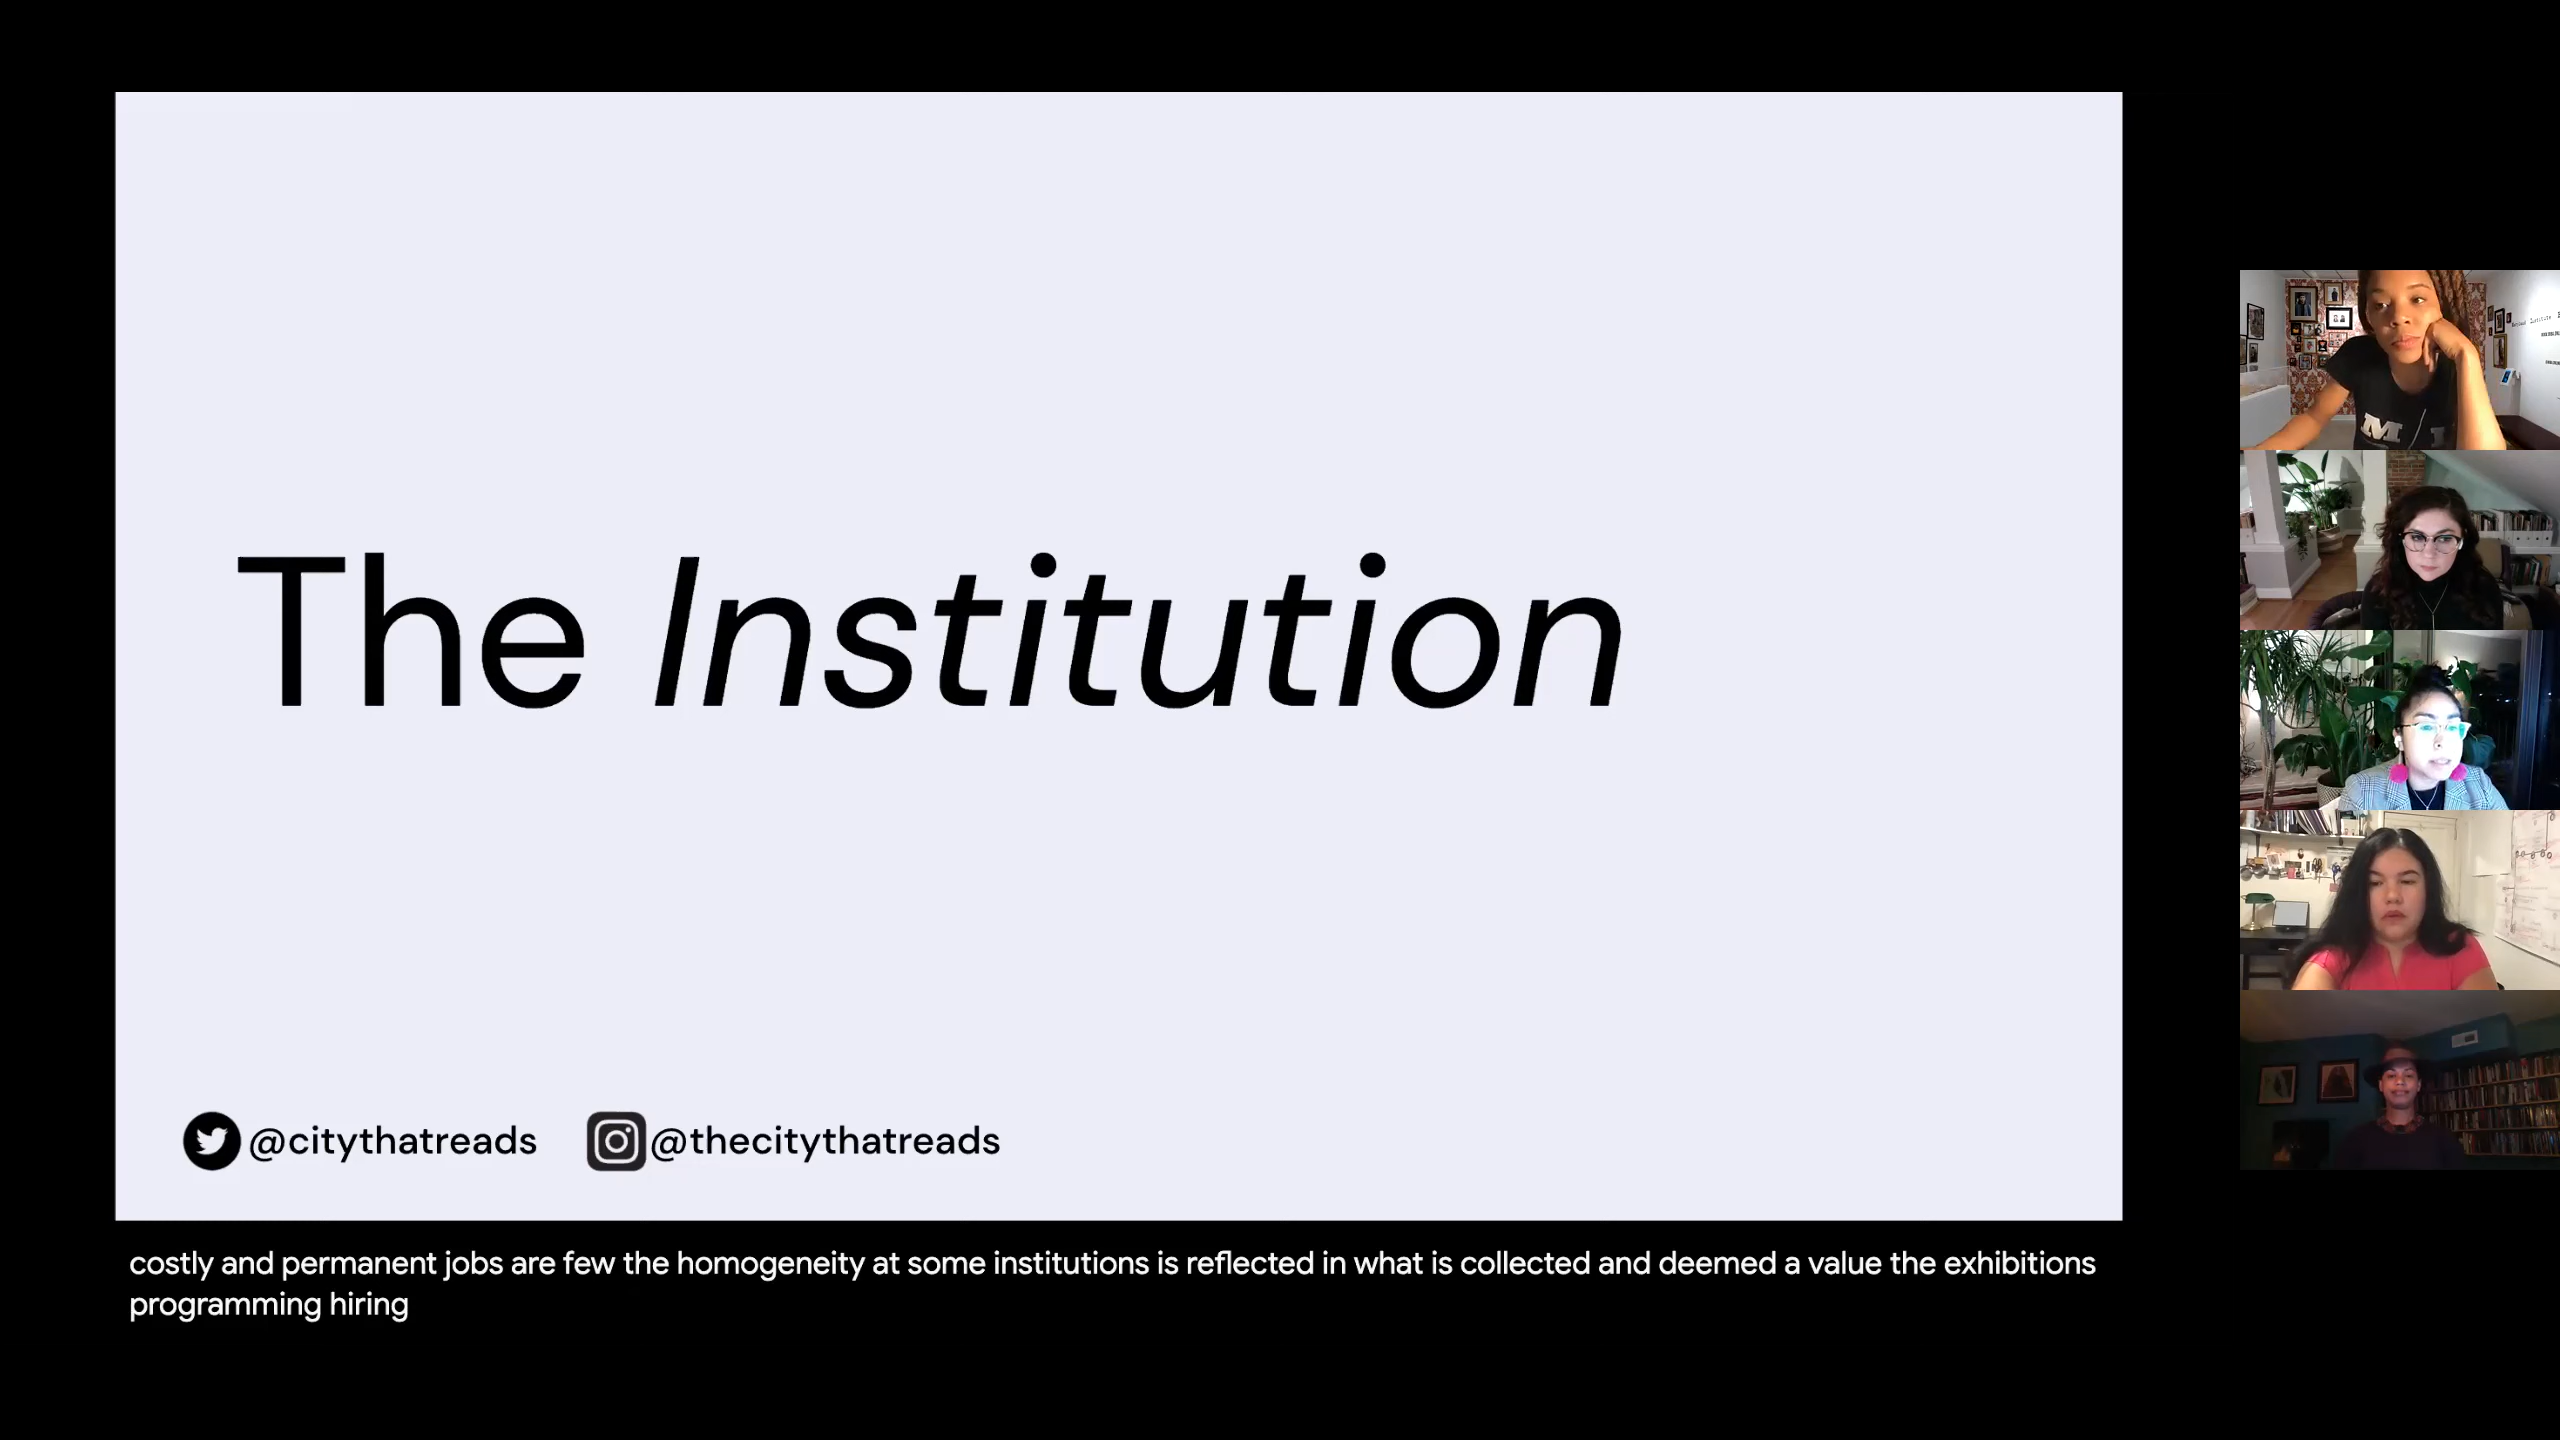 The Institution
@citythatreads @thecitythatreads
costly and permanent jobs are few the homogeneity at some institutions is reflected in what is collected and deemed a value the exhibitions
programming hiring
M